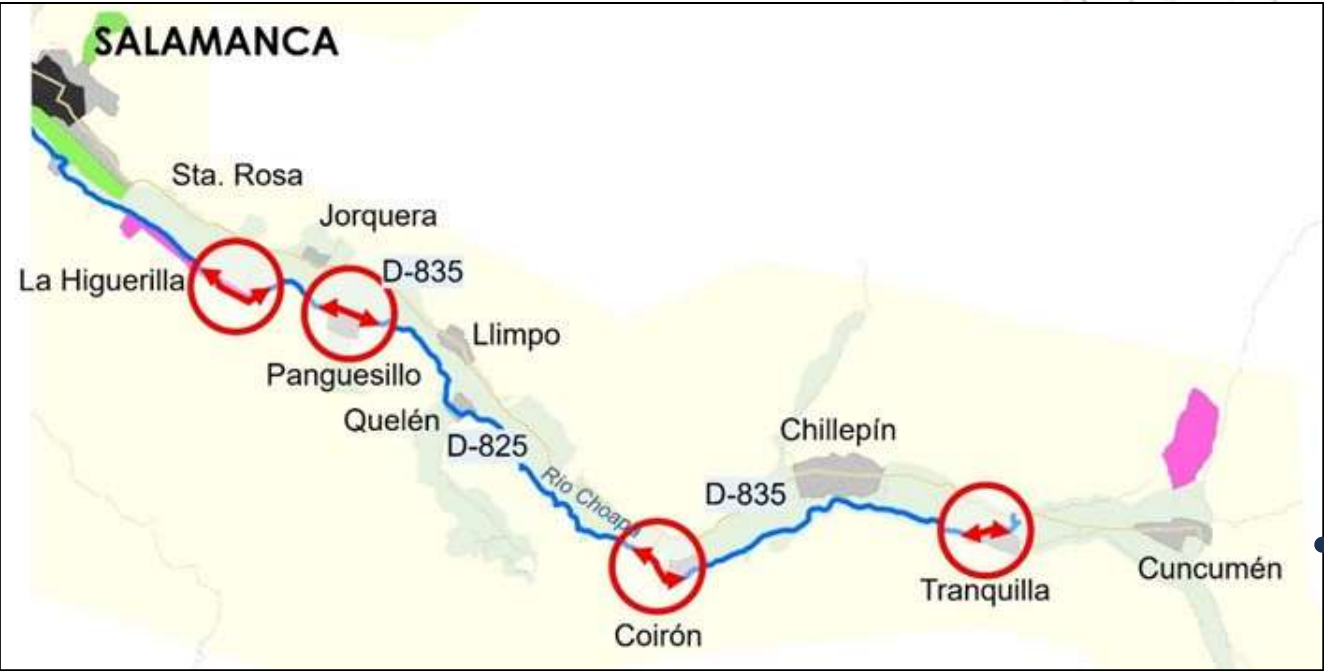 SALAMANCA
Sta. Rosa
Jorquera
D-835
La Higuerilla
Llimpo
Panguesillo
Quelén
D-825
Chillepín
Río Choapa
D-835
Cuncumén
Tranquilla
Coirón